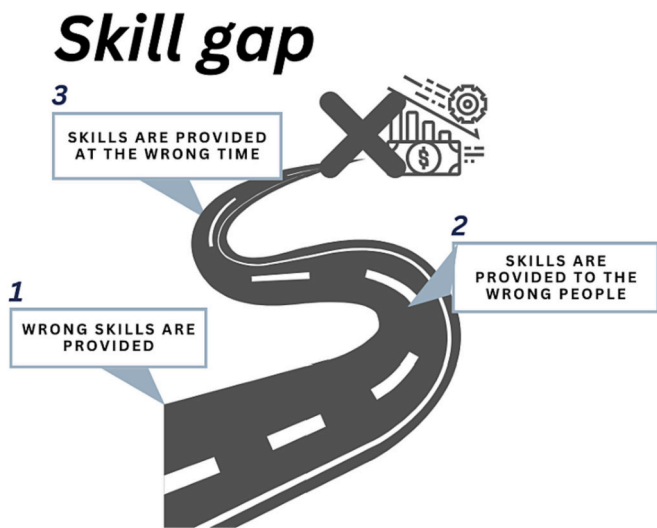 Skill gap
3
SKILLS ARE PROVIDED
AT THE WRONG TIME
$
2
SKILLS ARE
PROVIDED TO THE
WRONG PEOPLE
1
WRONG SKILLS ARE
PROVIDED